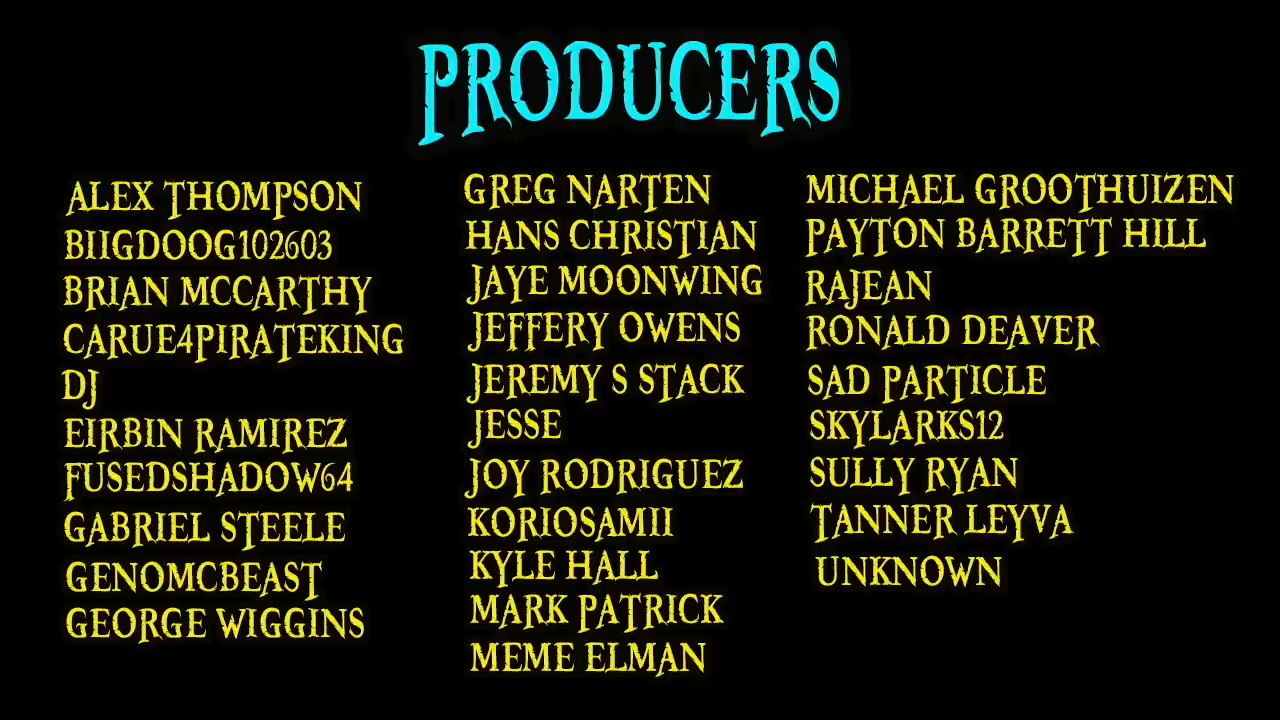 PRODUCERS
ALEX THOMPSON
BIIGDOOG102603
BRIAN MCCARTHY
CARUE4PIRATEKING
DJ
EIRBIN RAMIREZ
FUSEDSHADOW64
GABRIEL STEELE
GENOMCBEAST
GEORGE WIGGINS
GREG NARTEN
HANS CHRISTIAN
JAYE MOONWING
JEFFERY OWENS
JEREMY S STACK
JESSE
JOY RODRIGUEZ
KORIOSAMII
KYLE HALL
MARK PATRICK
MEME ELMAN
MICHAEL GROOTHUIZEN
PAYTON BARRETT HILL
RAJEAN
RONALD DEAVER
SAD PARTICLE
SKYLARKS12
SULLY RYAN
TANNER LEYVA
UNKNOWN